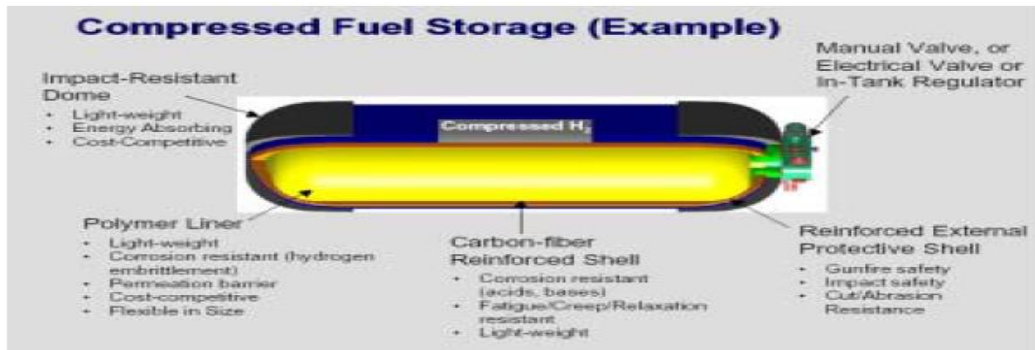 Compressed Fuel Storage (Example)
Impact-Resistant
Dome
• Light-weight
• Energy Absorbing
• Cost-Competitive
Manual Valve, or
Electrical Valve or
In-Tank Regulator
Compressed H₂
Polymer Liner
• Light-weight
• Corrosion resistant (hydrogen
embrittlement)
• Permeation barrier
• Cost-competitive
• Flexible in Size
Carbon-fiber
Reinforced Shell
• Corrosion resistant
(acids, bases)
• Fatigue/Creep/Relaxation
resistant
• Light-weight
Reinforced External
Protective Shell
• Gunfire safety
• Impact safety
• Cut/Abrasion
Resistance